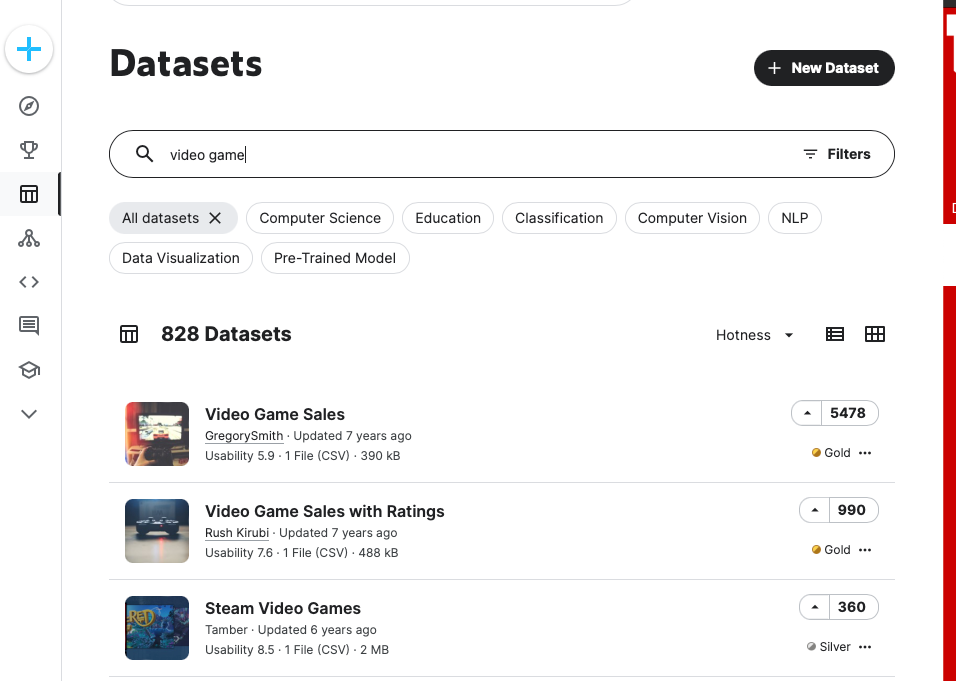 Datasets
New Dataset
video game
Filters
All datasets
Computer Science
Education
Classification
Computer Vision
NLP
Data Visualization
Pre-Trained Model
828 Datasets
Hotness
Video Game Sales
5478
GregorySmith · Updated 7 years ago
Usability 5.9 · 1 File (CSV) · 390 kB
Gold
Video Game Sales with Ratings
990
Rush Kirubi · Updated 7 years ago
Usability 7.6 · 1 File (CSV) · 488 kB
Gold
Steam Video Games
360
Tamber · Updated 6 years ago
Usability 8.5 · 1 File (CSV) · 2 MB
Silver